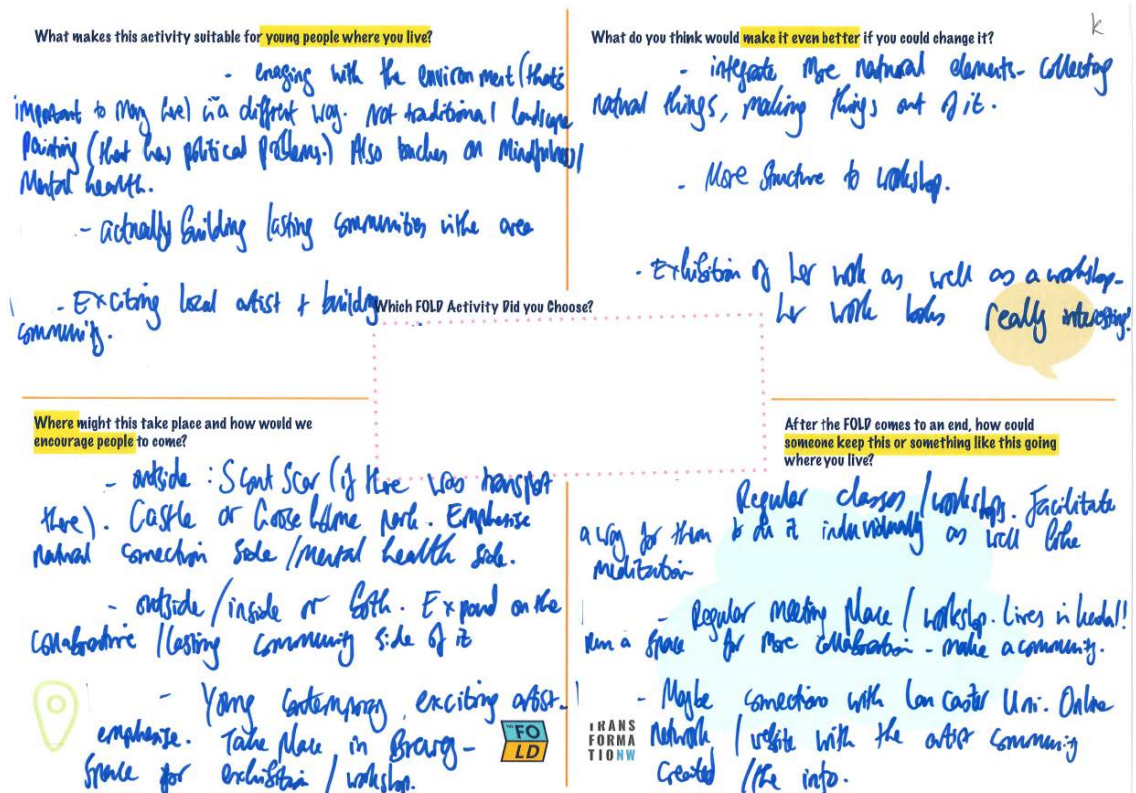 k
What makes this activity suitable for young people where you live?
- enaging with the environment (that's
important to many here) in a different way. Not traditional landscape
Painting (that has political problems.) Also touches on Mindfulness/
Mental health.
- actually building lasting communities in the area
- Exciting local artist + building
community.
What do you think would make it even better if you could change it?
- integrate more natural elements - collecting
natural things, making things out of it.
- More structure to workshop.
- Exhibition of her work as well as a workshop -
her work looks really interesting!
Which FOLD Activity Did you Choose?
Where might this take place and how would we
encourage people to come?
- outside : Scout Scar (if there was transport
there). Castle or Goose Holme park. Emphasise
natural connection side / mental health side.
- outside / inside or both. Expand on the
collaborative / lasting community side of it
- Young contemporary exciting artist -
emphasise. Take place in Brewery -
space for exhibition / workshop.
THE FO
LD
After the FOLD comes to an end, how could
someone keep this or something like this going
where you live?
Regular classes / workshops. Facilitate
a way for them to do it individually as well like
meditation
- Regular meeting place / workshop. Lives in Kendal!
Run a space for more collaboration - make a community.
- Maybe connections with Lancaster Uni. Online
network / website with the artist community
created / the info.
TRANS
FORMA
TIONW